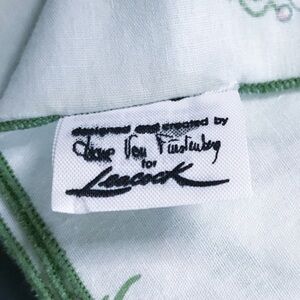 designed and created by
Diane Von Furstenberg
for
Leacock